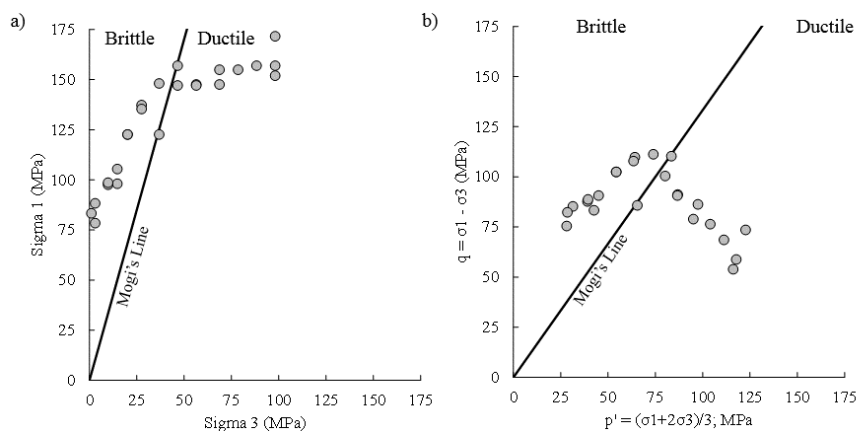 a)
Brittle
Ductile
175
150
125
100
75
50
25
0
Sigma 1 (MPa)
Mogi's Line
0 25 50 75 100 125 150 175
Sigma 3 (MPa)
b)
Brittle
Ductile
175
150
125
100
75
50
25
0
q = σ1 - σ3 (MPa)
Mogi's Line
0 25 50 75 100 125 150 175
p' = (σ1+2σ3)/3; MPa